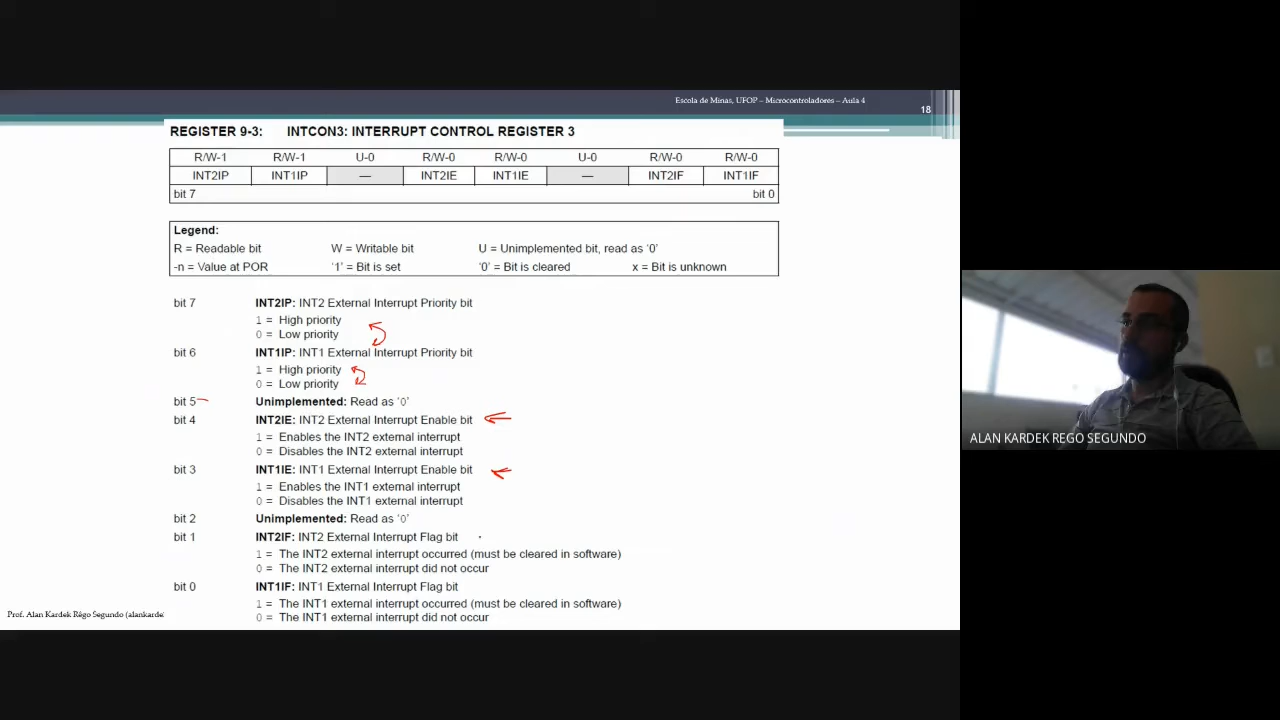 Escola de Minas, UFOP – Microcontroladores – Aula 4
18
REGISTER 9-3: INTCON3: INTERRUPT CONTROL REGISTER 3
R/W-1 R/W-1 U-0 R/W-0 R/W-0 U-0 R/W-0 R/W-0
INT2IP INT1IP — INT2IE INT1IE — INT2IF INT1IF
bit 7 bit 0
Legend:
R = Readable bit W = Writable bit U = Unimplemented bit, read as ‘0’
-n = Value at POR ‘1’ = Bit is set ‘0’ = Bit is cleared x = Bit is unknown
bit 7 INT2IP: INT2 External Interrupt Priority bit
1 = High priority
0 = Low priority
bit 6 INT1IP: INT1 External Interrupt Priority bit
1 = High priority
0 = Low priority
bit 5 Unimplemented: Read as ‘0’
bit 4 INT2IE: INT2 External Interrupt Enable bit
1 = Enables the INT2 external interrupt
0 = Disables the INT2 external interrupt
bit 3 INT1IE: INT1 External Interrupt Enable bit
1 = Enables the INT1 external interrupt
0 = Disables the INT1 external interrupt
bit 2 Unimplemented: Read as ‘0’
bit 1 INT2IF: INT2 External Interrupt Flag bit
1 = The INT2 external interrupt occurred (must be cleared in software)
0 = The INT2 external interrupt did not occur
bit 0 INT1IF: INT1 External Interrupt Flag bit
1 = The INT1 external interrupt occurred (must be cleared in software)
0 = The INT1 external interrupt did not occur
Prof. Alan Kardek Rêgo Segundo (alankarde
ALAN KARDEK REGO SEGUNDO